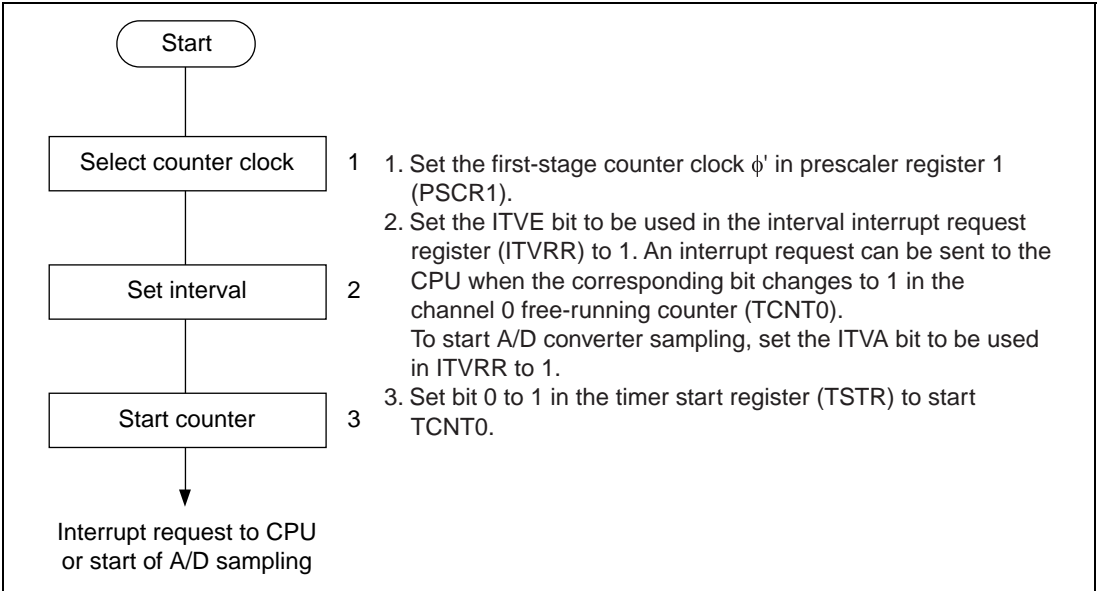 Start
Select counter clock 1
Set interval 2
Start counter 3
Interrupt request to CPU
or start of A/D sampling
1. Set the first-stage counter clock ϕ' in prescaler register 1
(PSCR1).
2. Set the ITVE bit to be used in the interval interrupt request
register (ITVRR) to 1. An interrupt request can be sent to the
CPU when the corresponding bit changes to 1 in the
channel 0 free-running counter (TCNT0).
To start A/D converter sampling, set the ITVA bit to be used
in ITVRR to 1.
3. Set bit 0 to 1 in the timer start register (TSTR) to start
TCNT0.